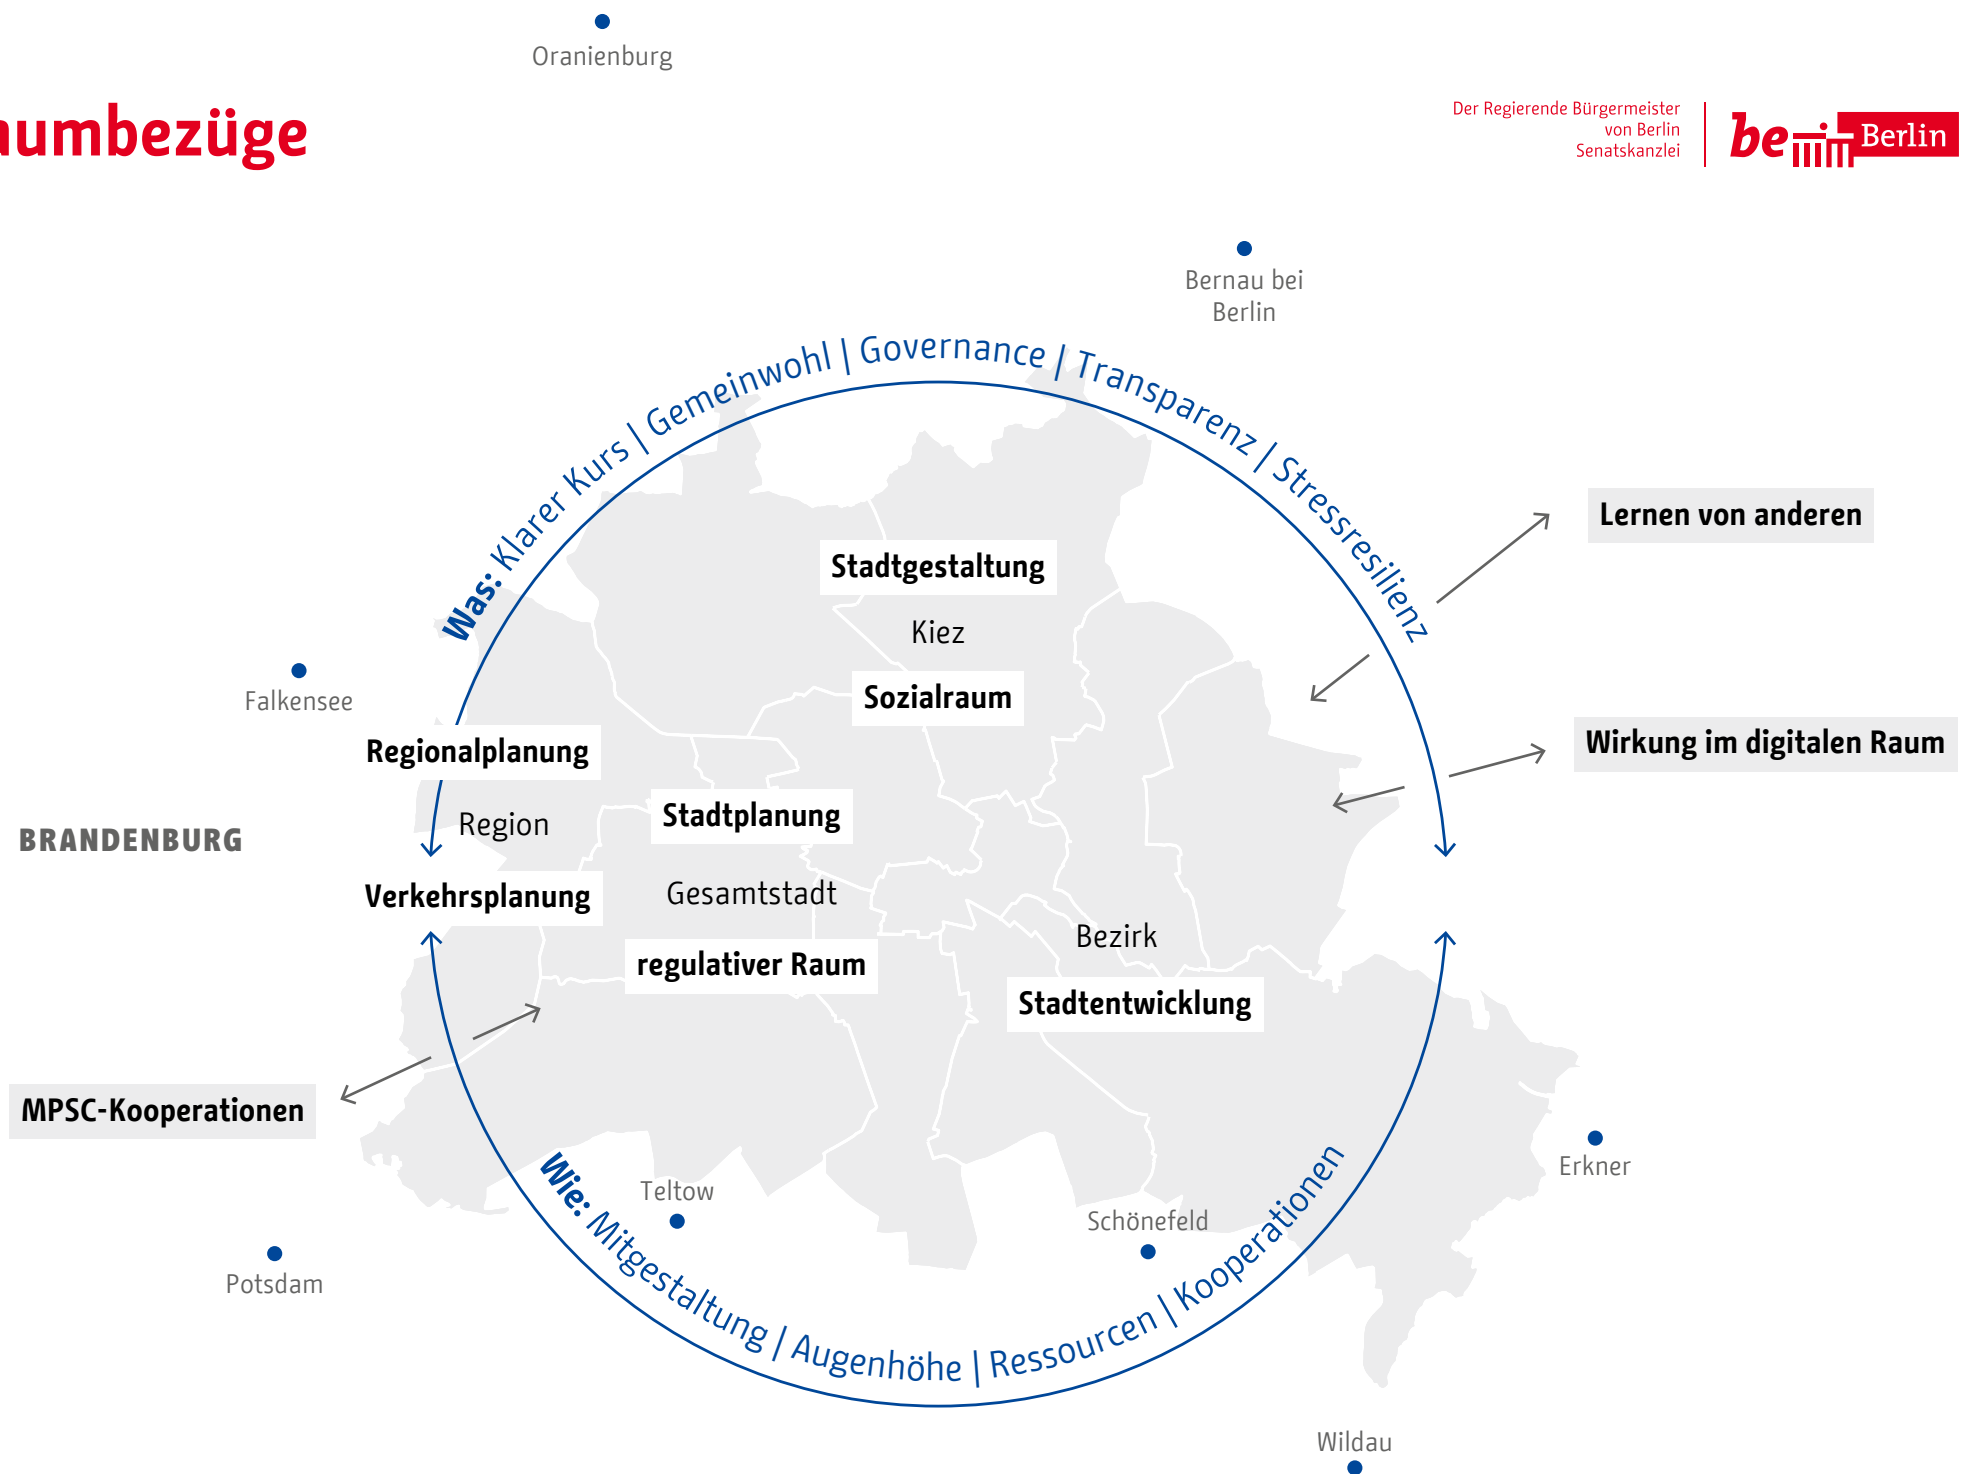 Oranienburg
aumbezüge
Der Regierende Bürgermeister
von Berlin
Senatskanzlei
be Berlin
Bernau bei
Berlin
Was: Klarer Kurs | Gemeinwohl | Governance | Transparenz | Stressresilienz
Lernen von anderen
Stadtgestaltung
Kiez
Sozialraum
Falkensee
Regionalplanung
Wirkung im digitalen Raum
Region
Stadtplanung
BRANDENBURG
Verkehrsplanung
Gesamtstadt
Bezirk
regulativer Raum
Stadtentwicklung
MPSC-Kooperationen
Erkner
Teltow
Schönefeld
Potsdam
Wie: Mitgestaltung | Augenhöhe | Ressourcen | Kooperationen
Wildau